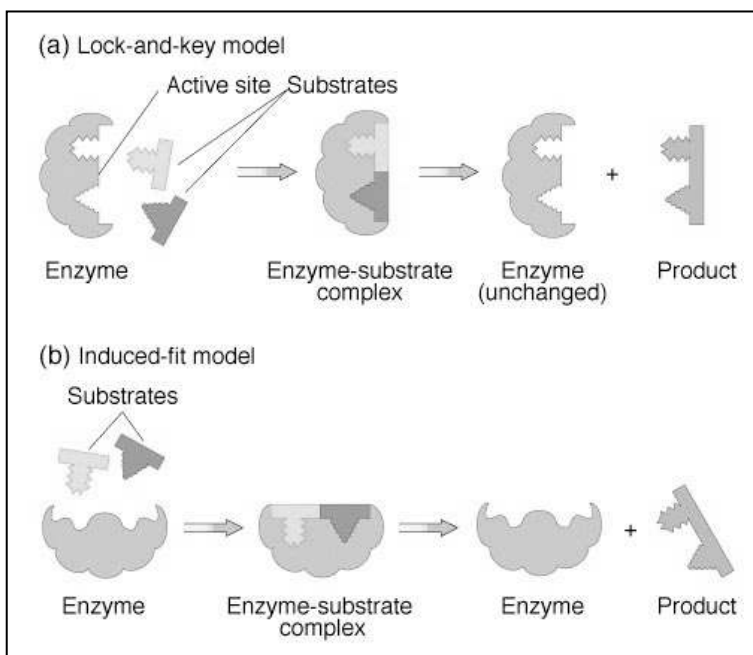 (a) Lock-and-key model
Active site Substrates
+
Enzyme Enzyme-substrate complex Enzyme (unchanged) Product
(b) Induced-fit model
Substrates
+
Enzyme Enzyme-substrate complex Enzyme Product